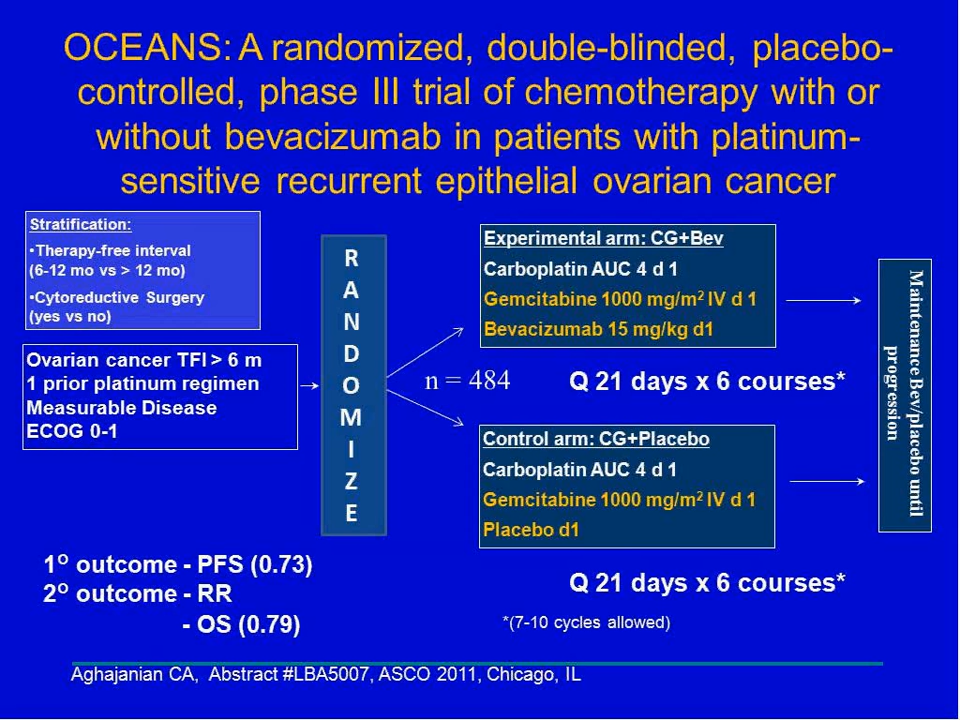 OCEANS: A randomized, double-blinded, placebo-
controlled, phase III trial of chemotherapy with or
without bevacizumab in patients with platinum-
sensitive recurrent epithelial ovarian cancer
Stratification:
•Therapy-free interval
(6-12 mo vs > 12 mo)
•Cytoreductive Surgery
(yes vs no)
Ovarian cancer TFI > 6 m
1 prior platinum regimen
Measurable Disease
ECOG 0-1
R
A
N
D
O
M
I
Z
E
n = 484
Experimental arm: CG+Bev
Carboplatin AUC 4 d 1
Gemcitabine 1000 mg/m² IV d 1
Bevacizumab 15 mg/kg d1
Q 21 days x 6 courses*
Control arm: CG+Placebo
Carboplatin AUC 4 d 1
Gemcitabine 1000 mg/m² IV d 1
Placebo d1
Q 21 days x 6 courses*
Maintenance Bev/placebo until
progression
1ᴼ outcome - PFS (0.73)
2ᴼ outcome - RR
- OS (0.79)
*(7-10 cycles allowed)
Aghajanian CA, Abstract #LBA5007, ASCO 2011, Chicago, IL